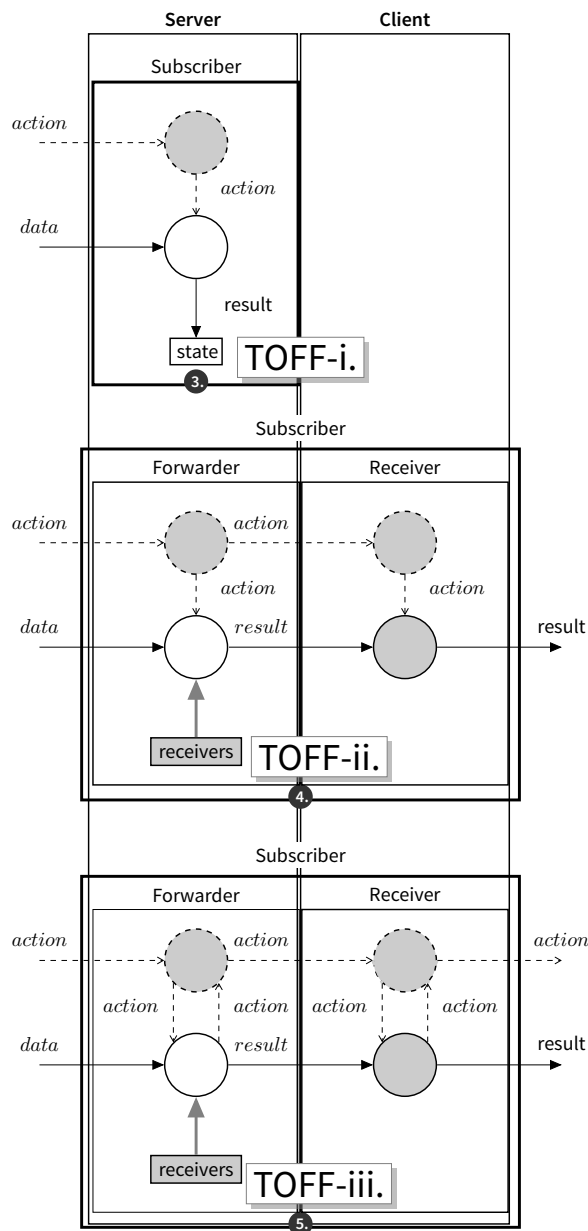 Server Client
Subscriber
action
action
data
result
state
TOFF-i.
3.
Subscriber
Forwarder Receiver
action action
action action
data result result
receivers
TOFF-ii.
4.
Subscriber
Forwarder Receiver
action action action
action action action action
data result result
receivers
TOFF-iii.
5.